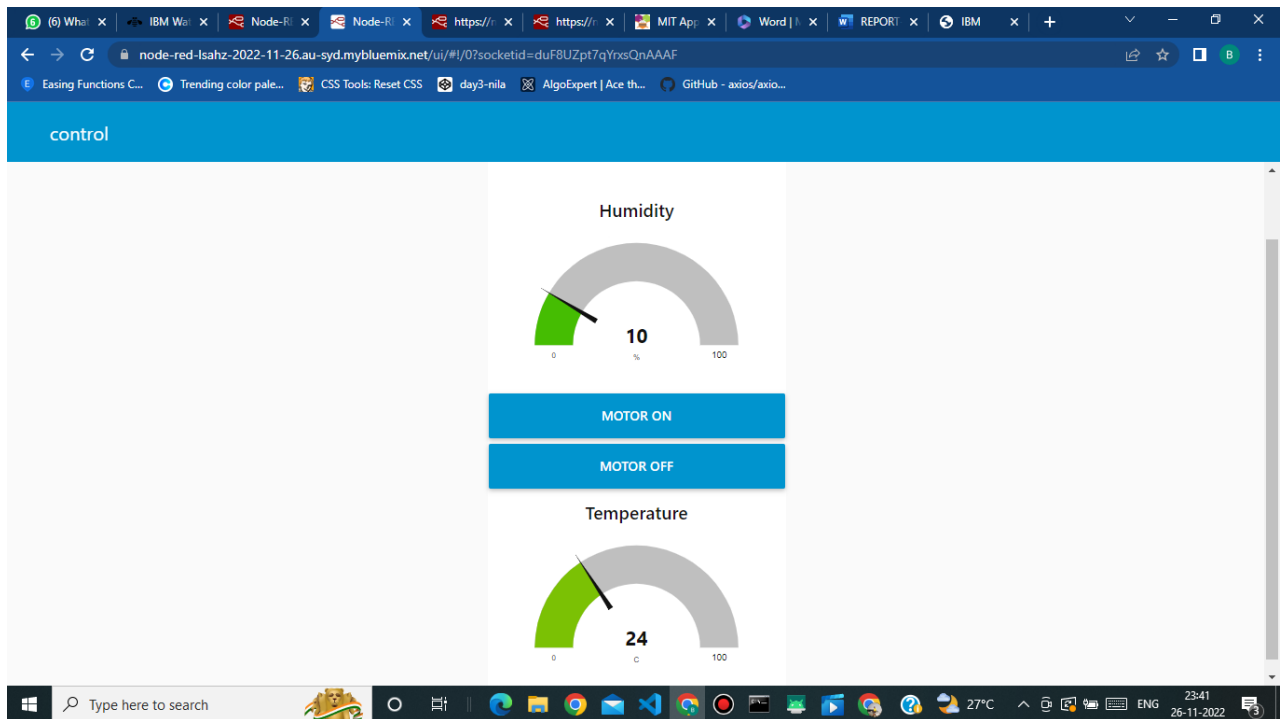 (6) What
IBM Wat
Node-RE
Node-RE
https://n
https://n
MIT App
Word |
REPORT
IBM
node-red-lsahz-2022-11-26.au-syd.mybluemix.net/ui/#!/0?socketid=duF8UZpt7qYrxsQnAAAF
B
E
Easing Functions C...
Trending color pale...
CSS Tools: Reset CSS
day3-nila
AlgoExpert | Ace th...
GitHub - axios/axio...
control
Humidity
10
0
%
100
MOTOR ON
MOTOR OFF
Temperature
24
0
C
100
Type here to search
27°C
ENG
23:41
26-11-2022
3